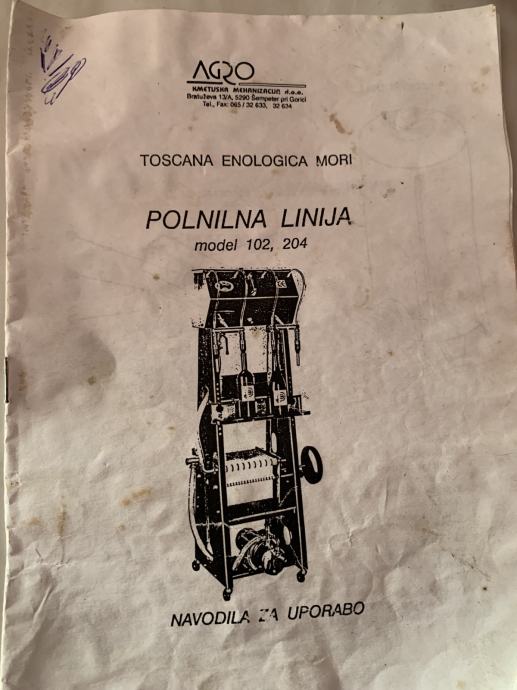 AGRO
KMETIJSKA MEHANIZACIJA d.o.o.
Bratuževa 13/A, 5290 Šempeter pri Gorici
Tel., Fax: 065 / 32 633, 32 634
TOSCANA ENOLOGICA MORI
POLNILNA LINIJA
model 102, 204
NAVODILA ZA UPORABO